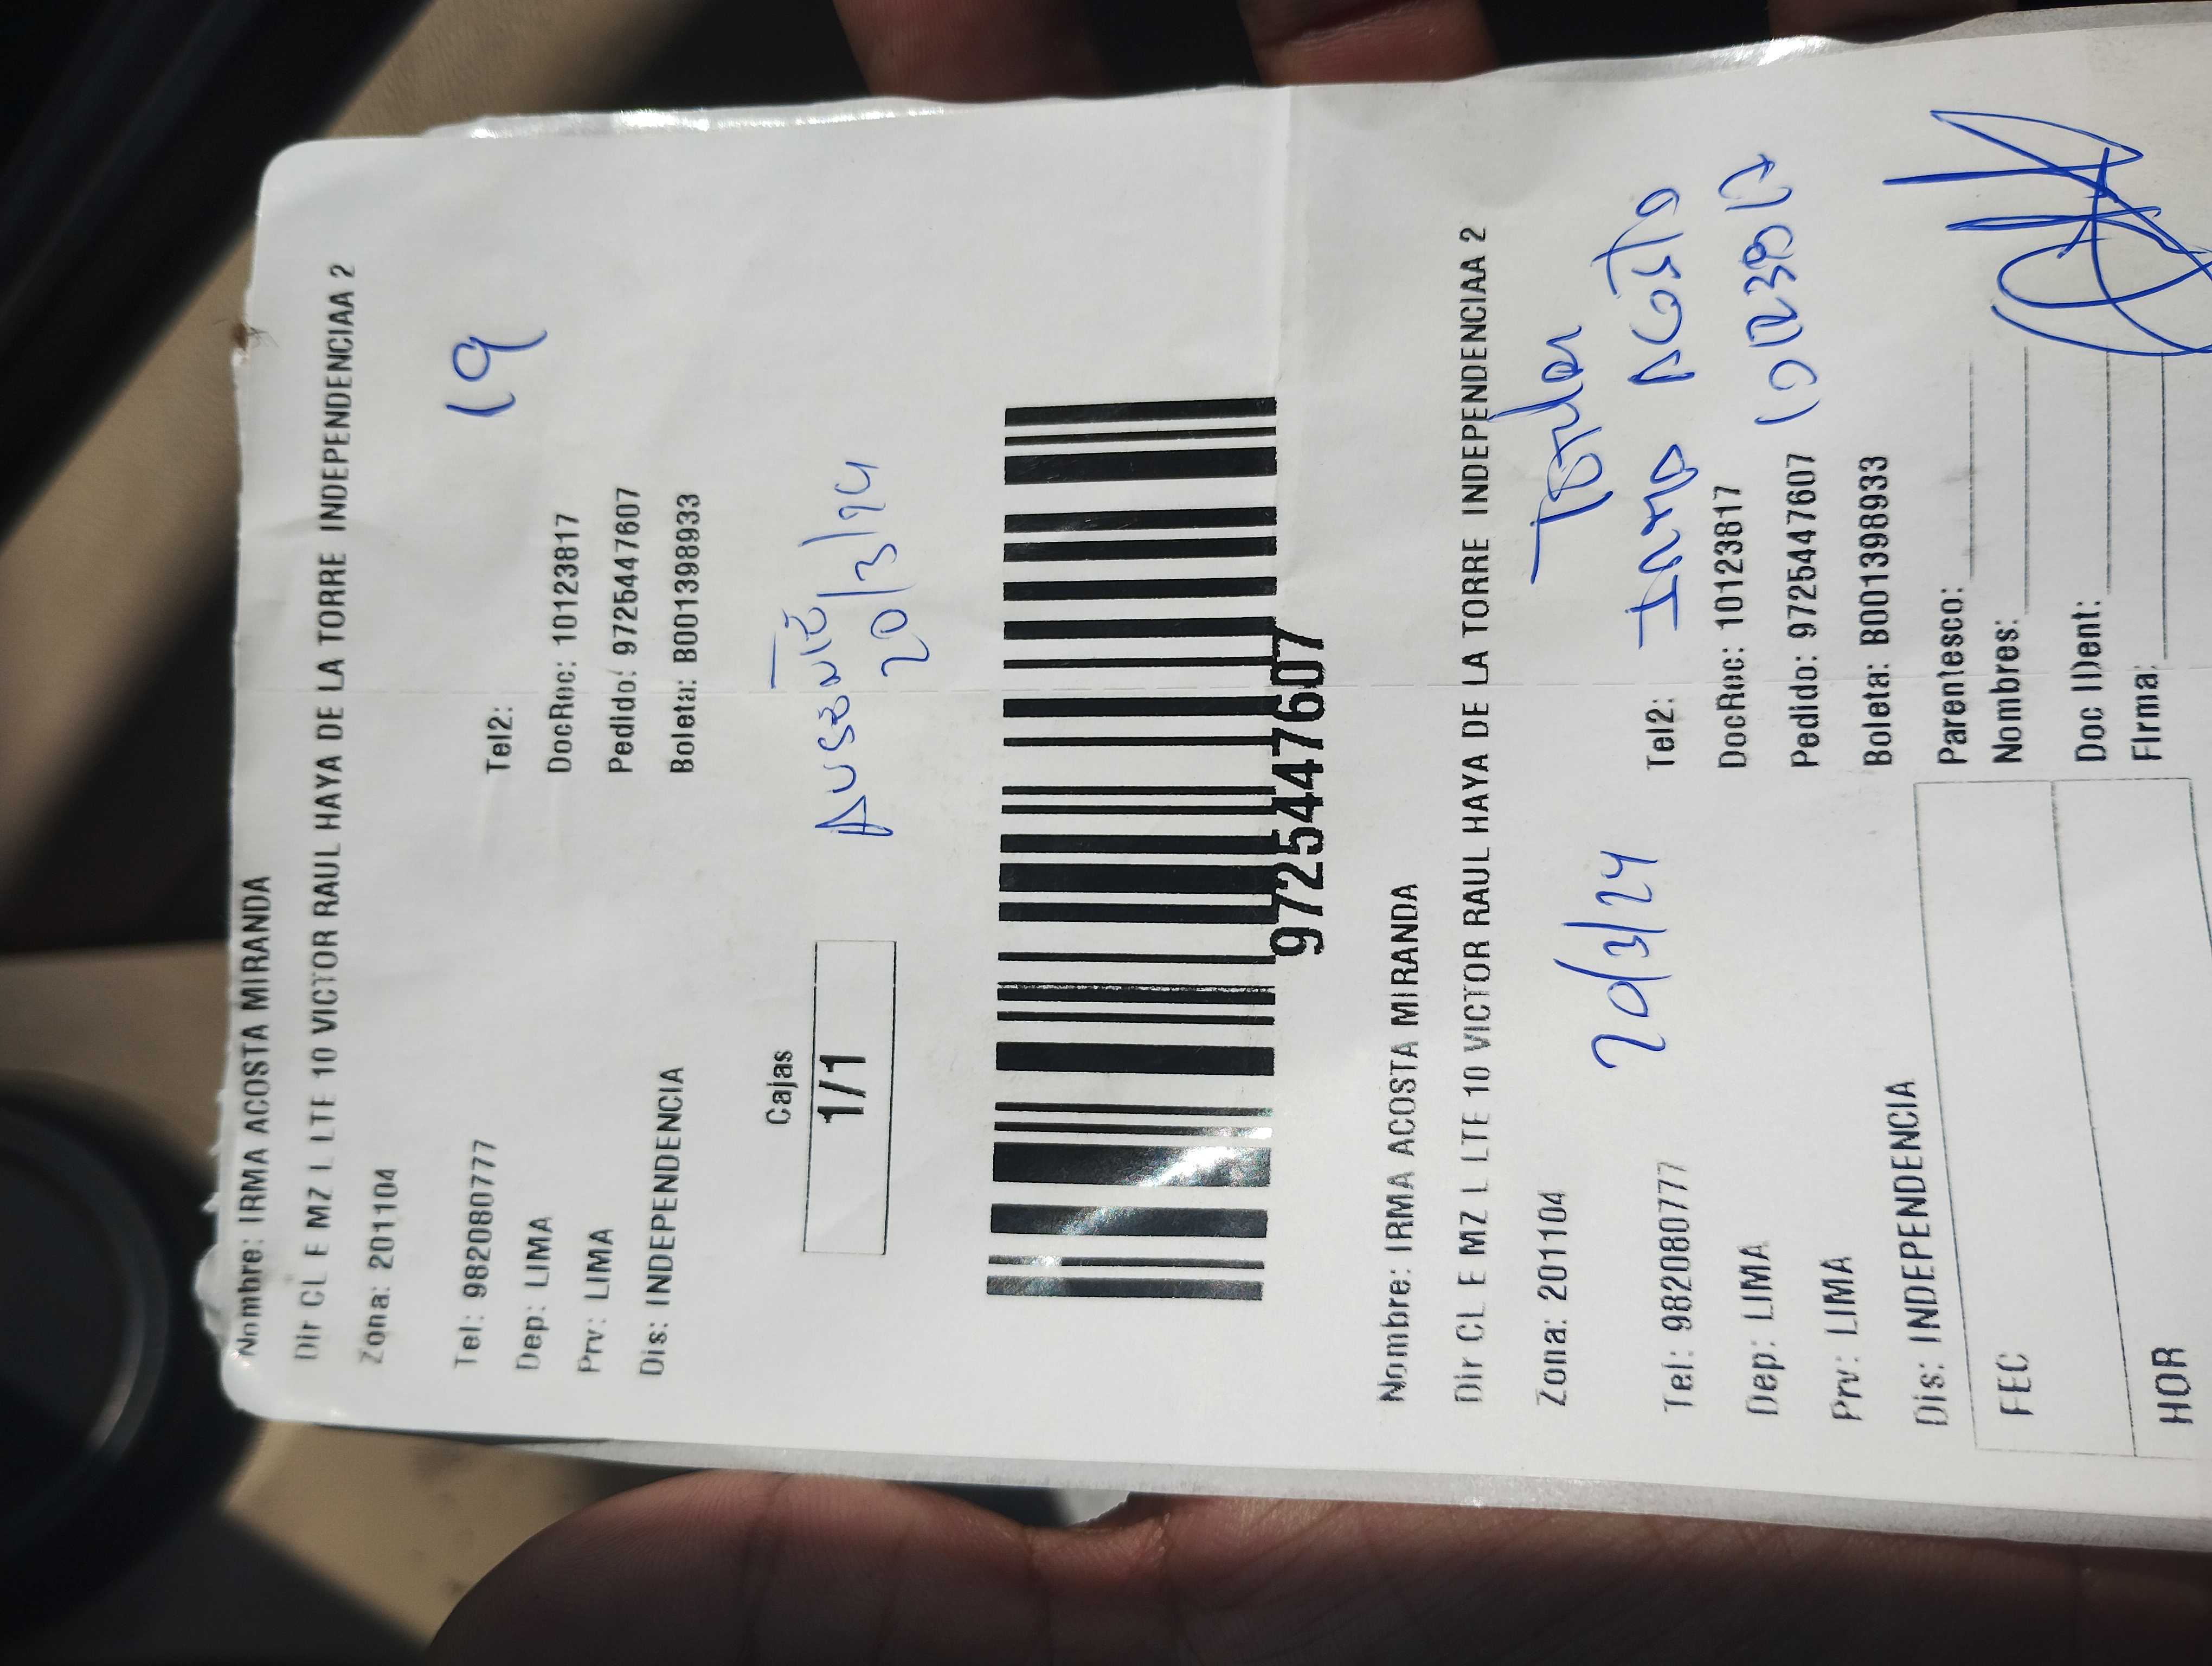 Nombre: IRMA ACOSTA MIRANDA
Dir CL E MZ L LTE 10 VICTOR RAUL HAYA DE LA TORRE INDEPENDENCIAA 2
Zona: 201104
19
Tel: 982080777 Tel2:
Dep: LIMA DocRec: 10123817
Prv: LIMA Pedido: 97254447607
Dis: INDEPENDENCIA Boleta: B001398933
Cajas
1/1
AUSENTE
20/3/24
97254447607
Nombre: IRMA ACOSTA MIRANDA
Dir CL E MZ L LTE 10 VICTOR RAUL HAYA DE LA TORRE INDEPENDENCIAA 2
Zona: 201104
20/3/24
Titular
Irma Acosta
Tel: 982080777 Tel2:
Dep: LIMA DocRec: 10123817
10123817
Prv: LIMA Pedido: 97254447607
Dis: INDEPENDENCIA Boleta: B001398933
FEC
Parentesco:
Nombres:
HOR
Doc IDent:
FIrma: